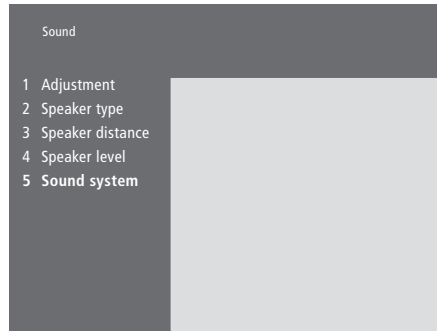 Sound
1 Adjustment
2 Speaker type
3 Speaker distance
4 Speaker level
5 Sound system